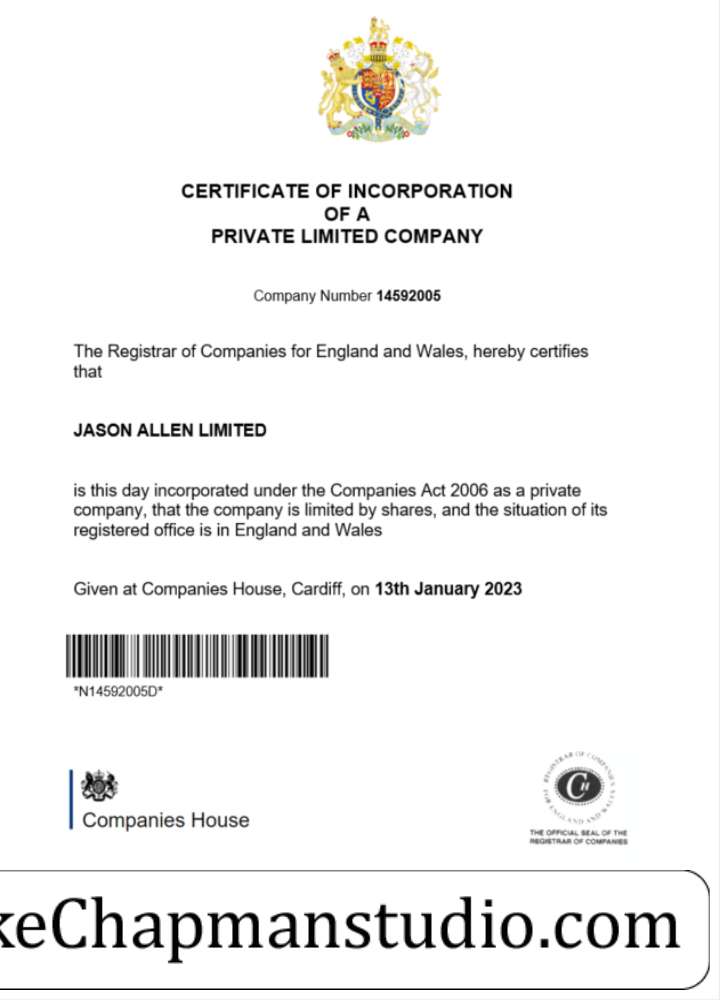 CERTIFICATE OF INCORPORATION
OF A
PRIVATE LIMITED COMPANY
Company Number 14592005
The Registrar of Companies for England and Wales, hereby certifies
that
JASON ALLEN LIMITED
is this day incorporated under the Companies Act 2006 as a private
company, that the company is limited by shares, and the situation of its
registered office is in England and Wales
Given at Companies House, Cardiff, on 13th January 2023
*N14592005D*
Companies House
REGISTRAR OF COMPANIES
FOR ENGLAND AND WALES
CH
THE OFFICIAL SEAL OF THE
REGISTRAR OF COMPANIES
keChapmanstudio.com